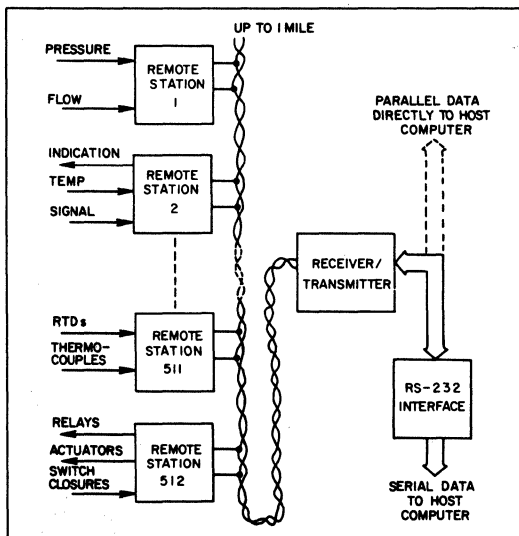 UP TO 1 MILE
PRESSURE
FLOW
REMOTE
STATION
1
INDICATION
TEMP
SIGNAL
REMOTE
STATION
2
RTDs
THERMO-
COUPLES
REMOTE
STATION
511
RELAYS
ACTUATORS
SWITCH
CLOSURES
REMOTE
STATION
512
RECEIVER/
TRANSMITTER
PARALLEL DATA
DIRECTLY TO HOST
COMPUTER
RS-232
INTERFACE
SERIAL DATA
TO HOST
COMPUTER